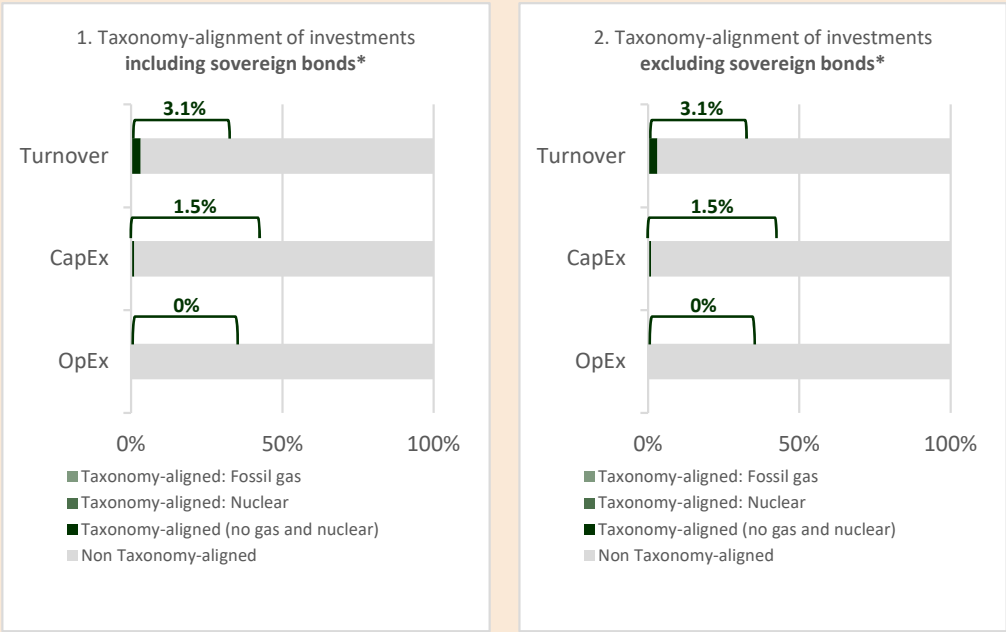 1. Taxonomy-alignment of investments
including sovereign bonds*
3.1%
Turnover
1.5%
CapEx
0%
OpEx
0% 50% 100%
Taxonomy-aligned: Fossil gas
Taxonomy-aligned: Nuclear
Taxonomy-aligned (no gas and nuclear)
Non Taxonomy-aligned
2. Taxonomy-alignment of investments
excluding sovereign bonds*
3.1%
Turnover
1.5%
CapEx
0%
OpEx
0% 50% 100%
Taxonomy-aligned: Fossil gas
Taxonomy-aligned: Nuclear
Taxonomy-aligned (no gas and nuclear)
Non Taxonomy-aligned